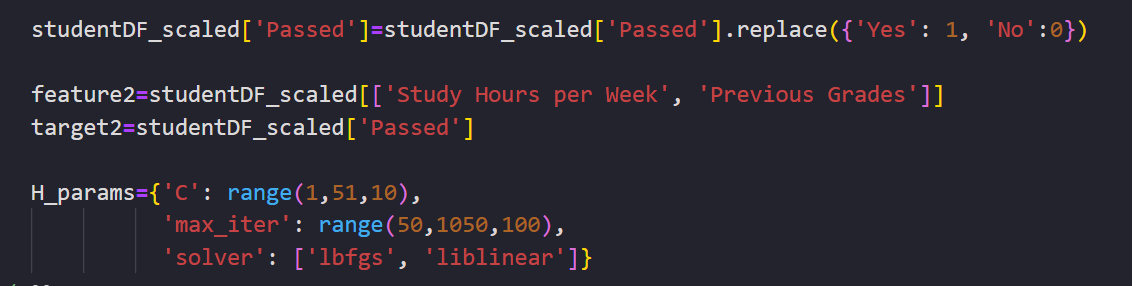 studentDF_scaled['Passed']=studentDF_scaled['Passed'].replace({'Yes': 1, 'No':0})
feature2=studentDF_scaled[['Study Hours per Week', 'Previous Grades']]
target2=studentDF_scaled['Passed']
H_params={'C': range(1,51,10),
'max_iter': range(50,1050,100),
'solver': ['lbfgs', 'liblinear']}